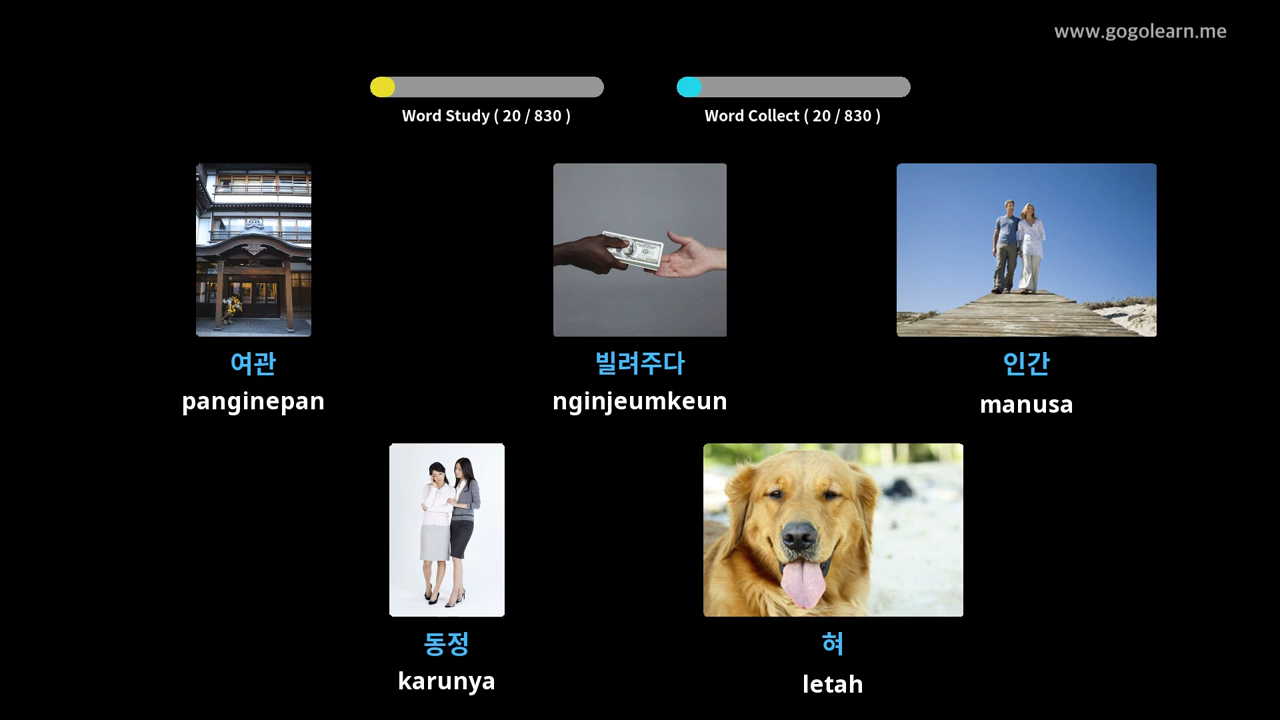 www.gogolearn.me
Word Study ( 20 / 830 )
Word Collect ( 20 / 830 )
여관
panginepan
빌려주다
nginjeumkeun
인간
manusa
동정
karunya
혀
letah